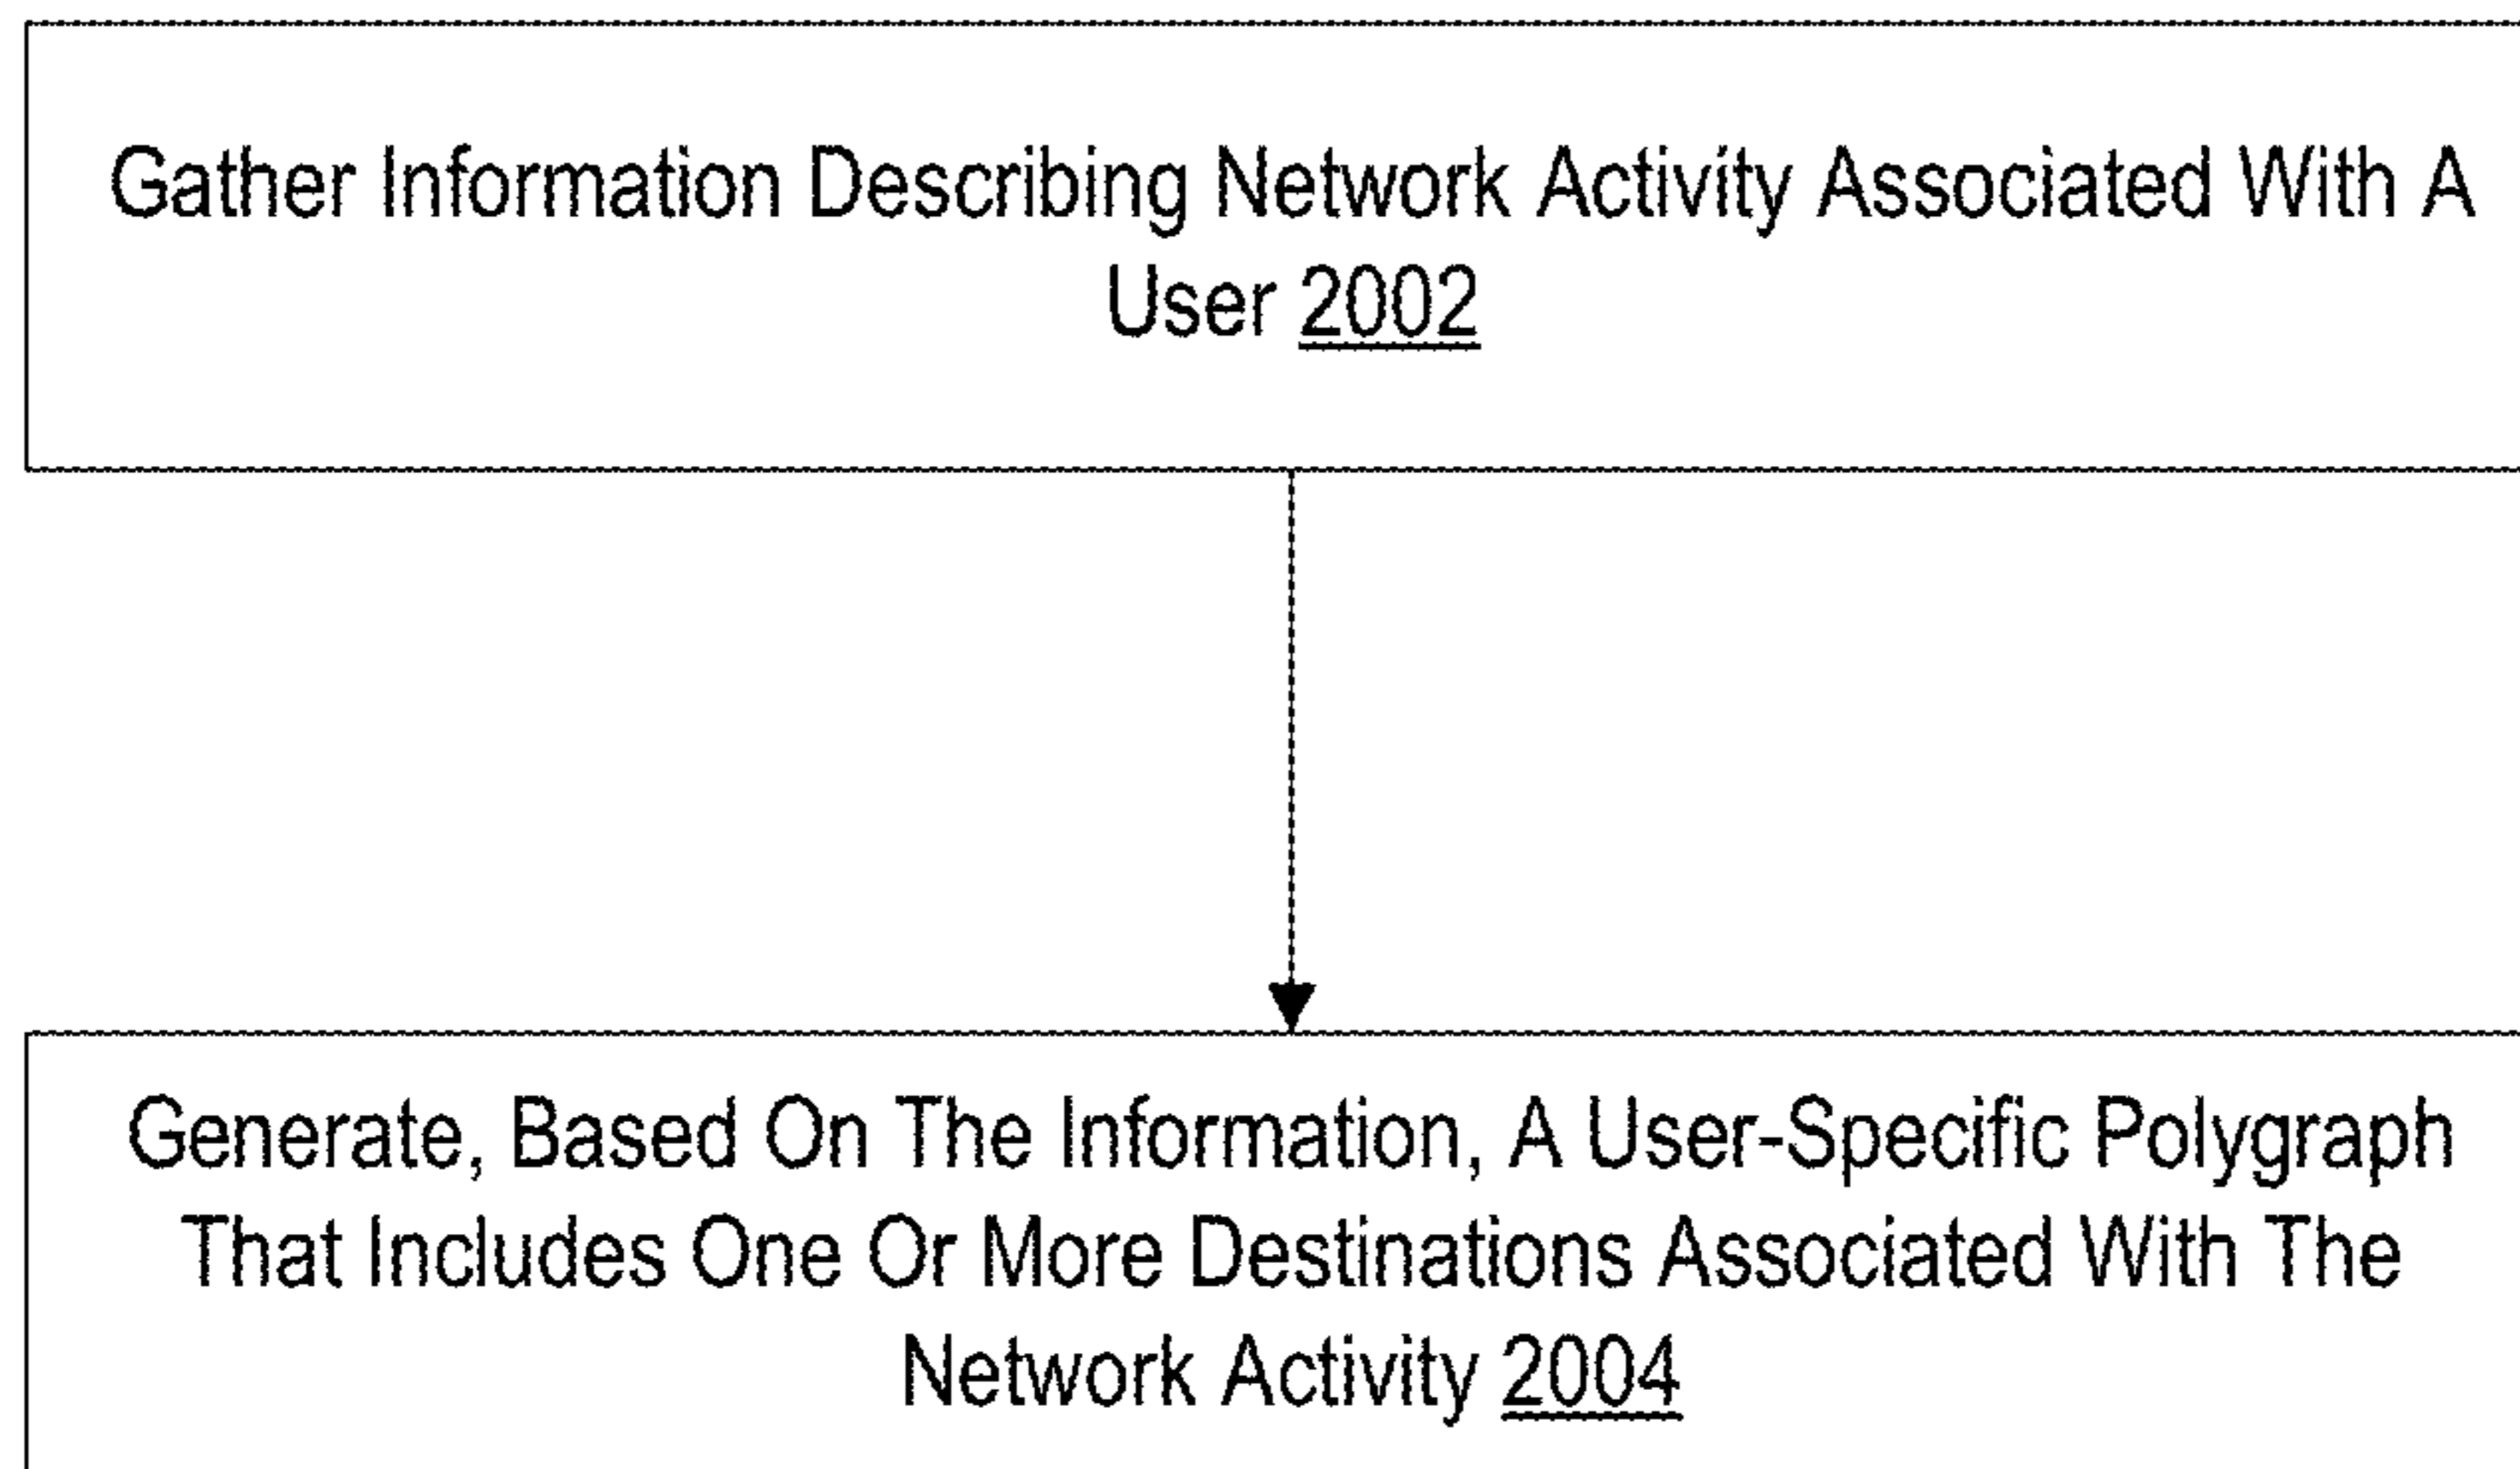 Gather Information Describing Network Activity Associated With A
User 2002
Generate, Based On The Information, A User-Specific Polygraph
That Includes One Or More Destinations Associated With The
Network Activity 2004